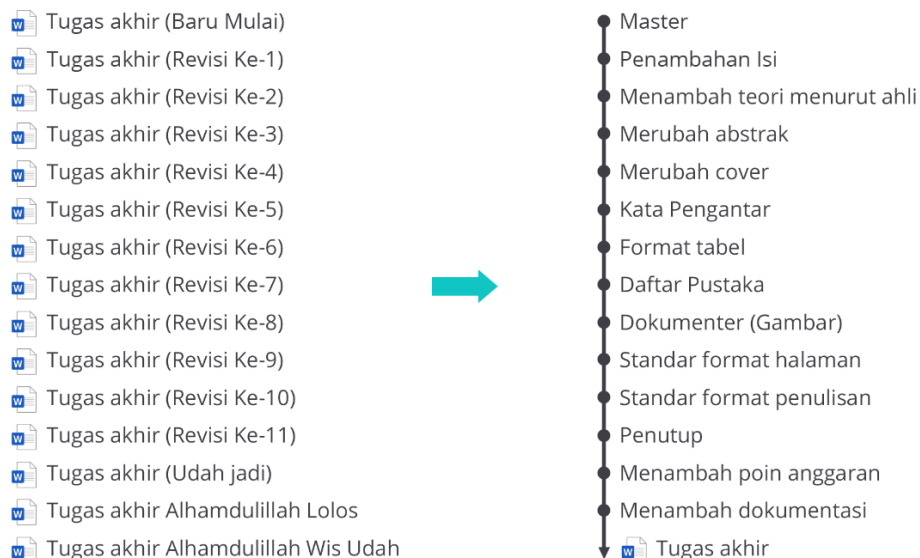 Tugas akhir (Baru Mulai)
Tugas akhir (Revisi Ke-1)
Tugas akhir (Revisi Ke-2)
Tugas akhir (Revisi Ke-3)
Tugas akhir (Revisi Ke-4)
Tugas akhir (Revisi Ke-5)
Tugas akhir (Revisi Ke-6)
Tugas akhir (Revisi Ke-7)
Tugas akhir (Revisi Ke-8)
Tugas akhir (Revisi Ke-9)
Tugas akhir (Revisi Ke-10)
Tugas akhir (Revisi Ke-11)
Tugas akhir (Udah jadi)
Tugas akhir Alhamdulillah Lolos
Tugas akhir Alhamdulillah Wis Udah
Master
Penambahan Isi
Menambah teori menurut ahli
Merubah abstrak
Merubah cover
Kata Pengantar
Format tabel
Daftar Pustaka
Dokumenter (Gambar)
Standar format halaman
Standar format penulisan
Penutup
Menambah poin anggaran
Menambah dokumentasi
Tugas akhir